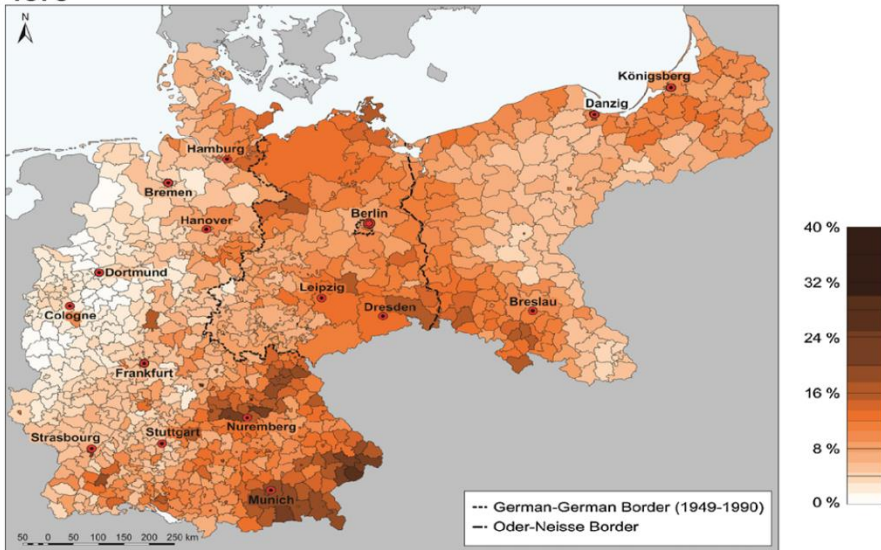 N
Königsberg
Danzig
Hamburg
Bremen
Hanover
Berlin
Dortmund
Leipzig
Cologne
Dresden
Breslau
Frankfurt
Nuremberg
Strasbourg
Stuttgart
Munich
40 %
32 %
24 %
16 %
8 %
0 %
German-German Border (1949-1990)
Oder-Neisse Border
50 0 50 100 150 200 250 km